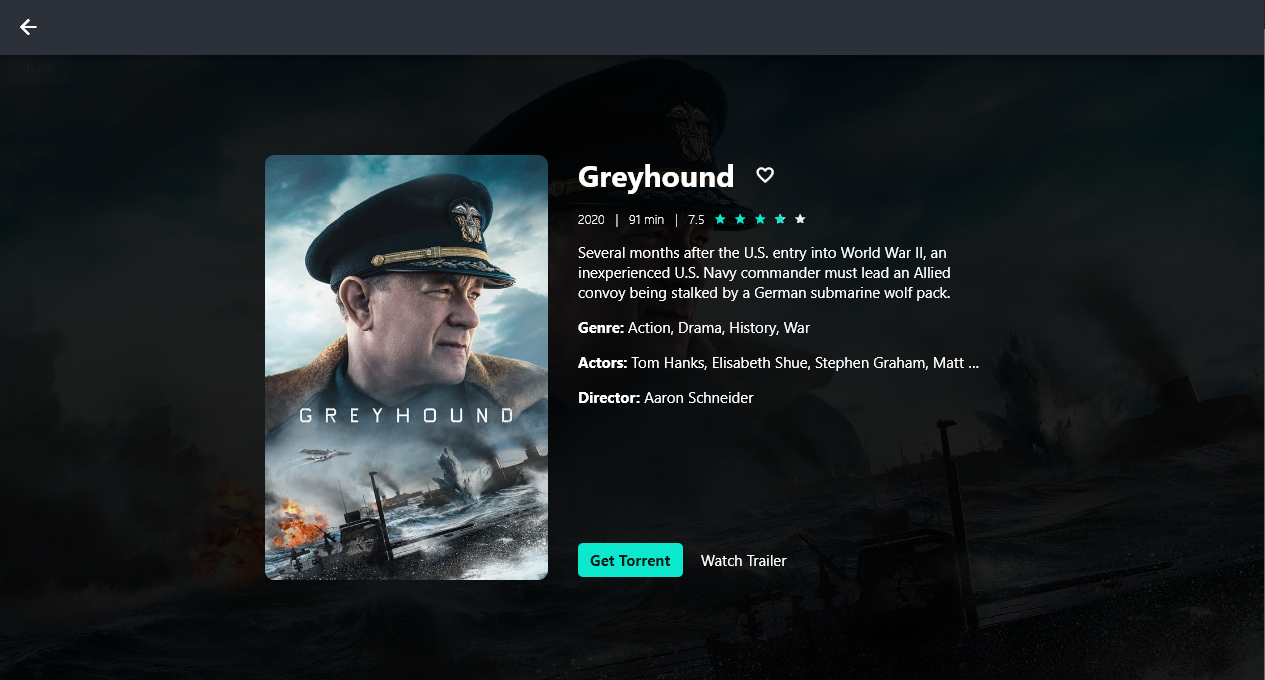 Back
Greyhound
2020 | 91 min | 7.5
Several months after the U.S. entry into World War II, an
inexperienced U.S. Navy commander must lead an Allied
convoy being stalked by a German submarine wolf pack.
Genre: Action, Drama, History, War
Actors: Tom Hanks, Elisabeth Shue, Stephen Graham, Matt ...
Director: Aaron Schneider
GREYHOUND
Get Torrent Watch Trailer